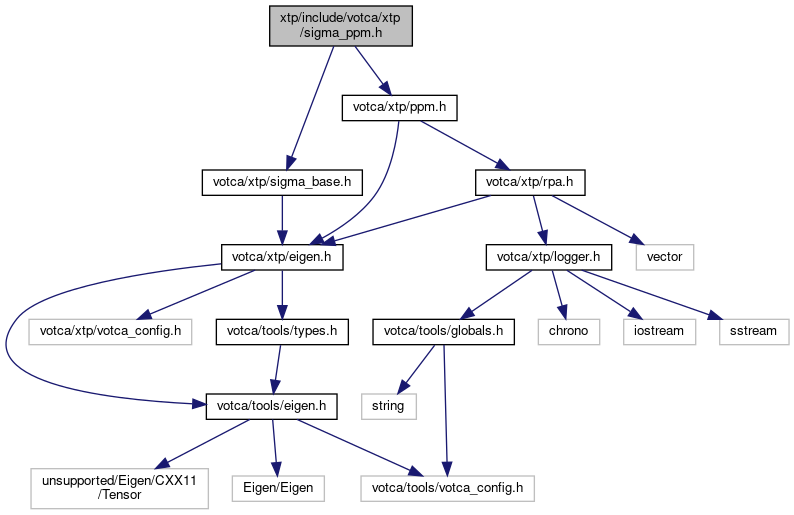 xtp/include/votca/xtp
/sigma_ppm.h
votca/xtp/ppm.h
votca/xtp/sigma_base.h
votca/xtp/rpa.h
votca/xtp/eigen.h
votca/xtp/logger.h
vector
votca/xtp/votca_config.h
votca/tools/types.h
votca/tools/globals.h
chrono
iostream
sstream
votca/tools/eigen.h
string
unsupported/Eigen/CXX11
/Tensor
Eigen/Eigen
votca/tools/votca_config.h